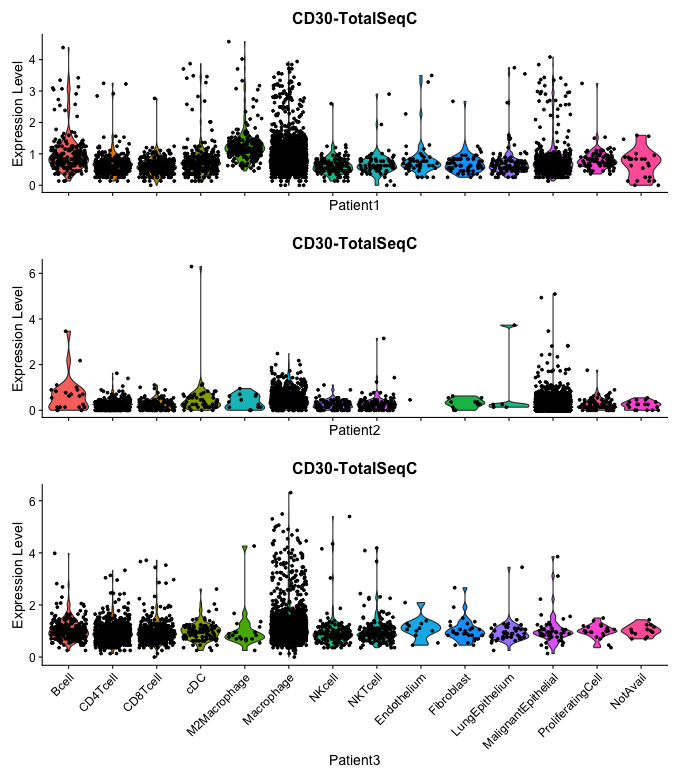 CD30-TotalSeqC
Expression Level
4
3
2
1
0
Patient1
CD30-TotalSeqC
Expression Level
6
4
2
0
Patient2
CD30-TotalSeqC
Expression Level
6
4
2
0
Bcell
CD4Tcell
CD8Tcell
cDC
M2Macrophage
Macrophage
NKcell
NKTcell
Endothelium
Fibroblast
LungEpithelium
MalignantEpithelial
ProliferatingCell
NotAvail
Patient3